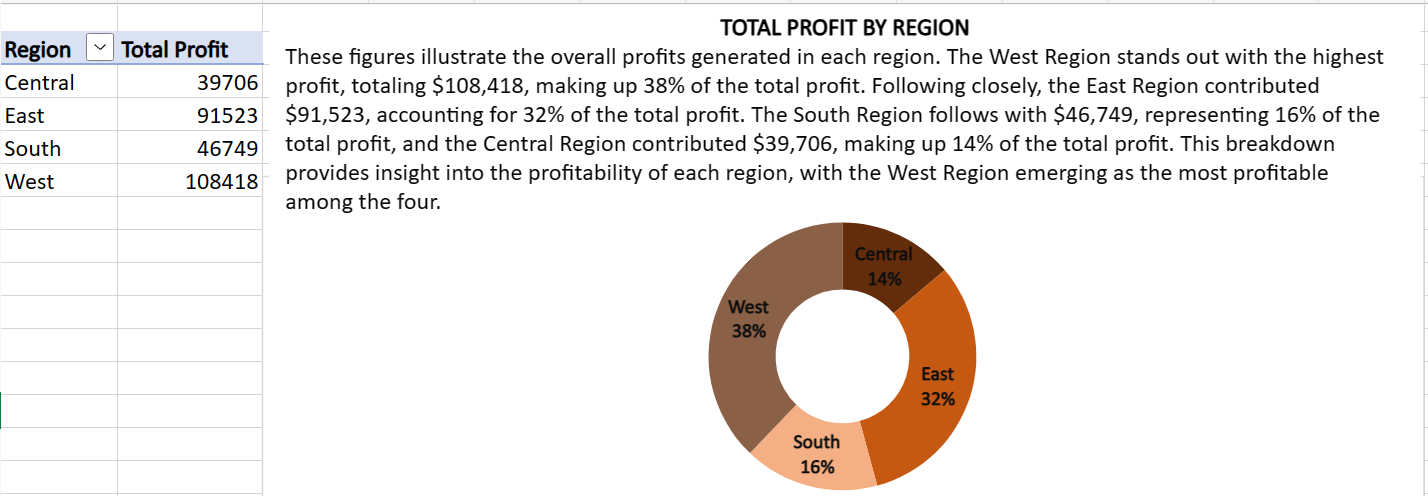 TOTAL PROFIT BY REGION
Region Total Profit
Central 39706
East 91523
South 46749
West 108418
These figures illustrate the overall profits generated in each region. The West Region stands out with the highest
profit, totaling $108,418, making up 38% of the total profit. Following closely, the East Region contributed
$91,523, accounting for 32% of the total profit. The South Region follows with $46,749, representing 16% of the
total profit, and the Central Region contributed $39,706, making up 14% of the total profit. This breakdown
provides insight into the profitability of each region, with the West Region emerging as the most profitable
among the four.
Central
14%
West
38%
East
32%
South
16%